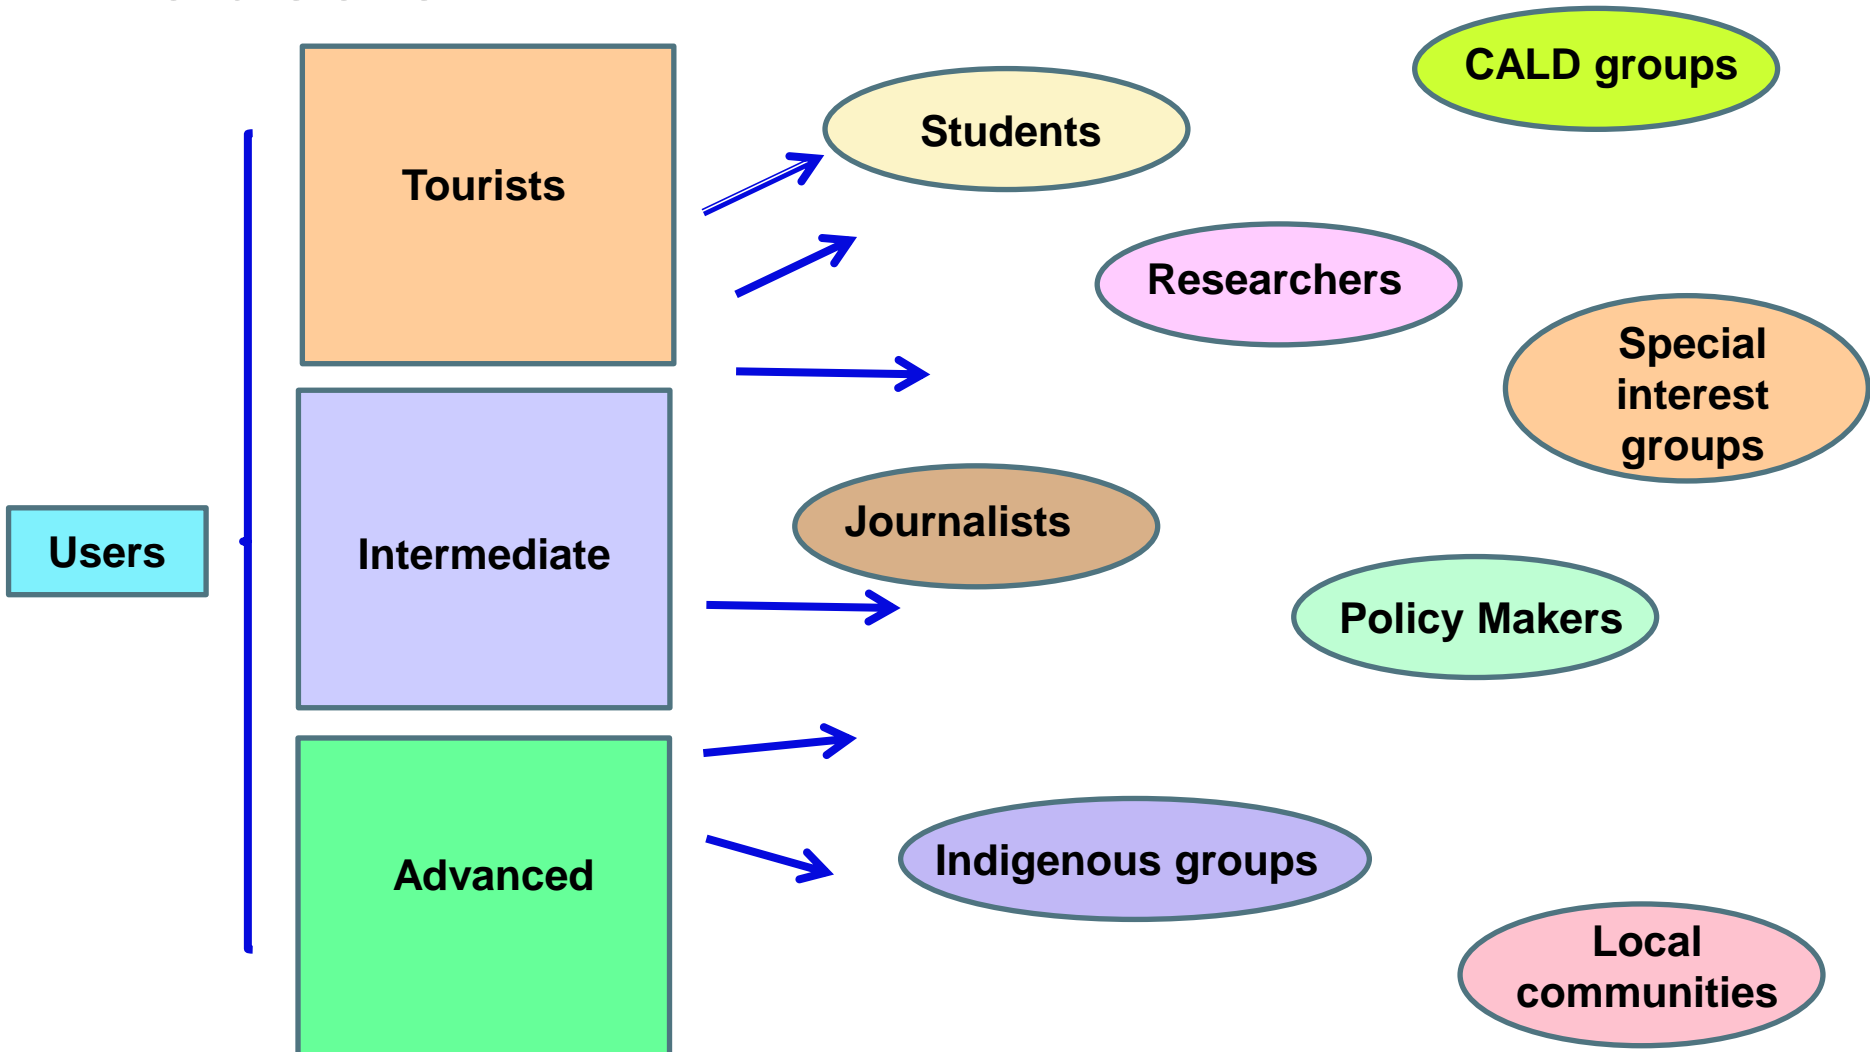 Users
Tourists
Intermediate
Advanced
Students
CALD groups
Researchers
Special
interest
groups
Journalists
Policy Makers
Indigenous groups
Local
communities